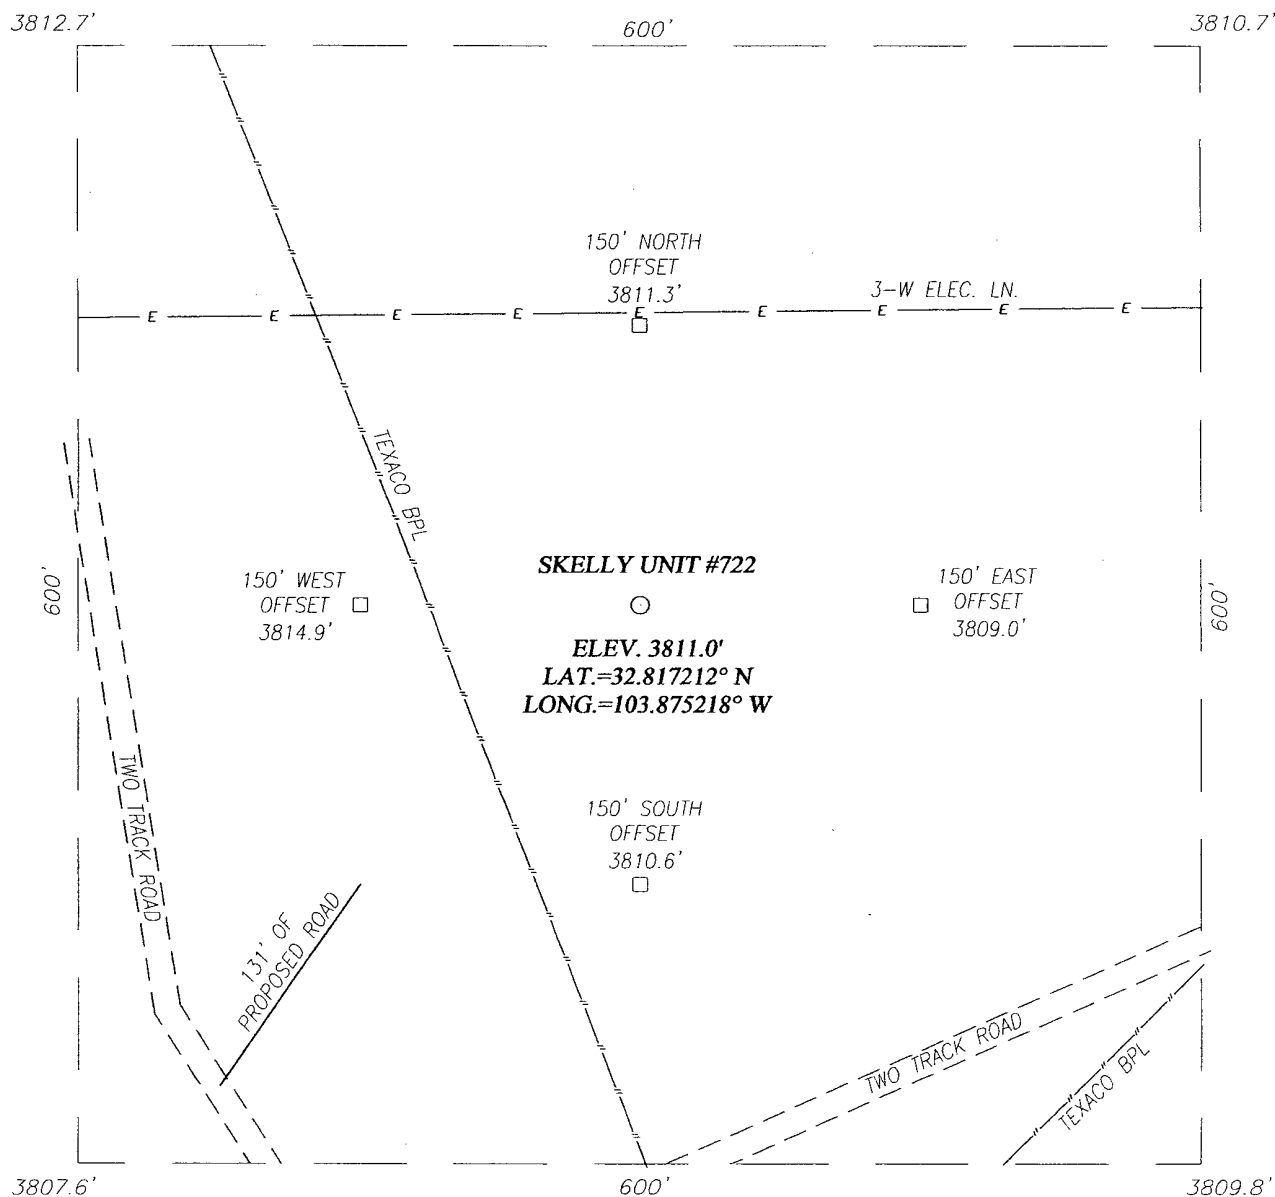 3812.7'
600'
3810.7'
150' NORTH
OFFSET
3811.3'
3-W ELEC. LN.
E E E E E E E E E
TEXACO BPL
600'
150' WEST
OFFSET
3814.9'
SKELLY UNIT #722
ELEV. 3811.0'
LAT.=32.817212° N
LONG.=103.875218° W
150' EAST
OFFSET
3809.0'
600'
TWO TRACK ROAD
150' SOUTH
OFFSET
3810.6'
131' OF
PROPOSED ROAD
TWO TRACK ROAD
TEXACO BPL
3807.6'
600'
3809.8'